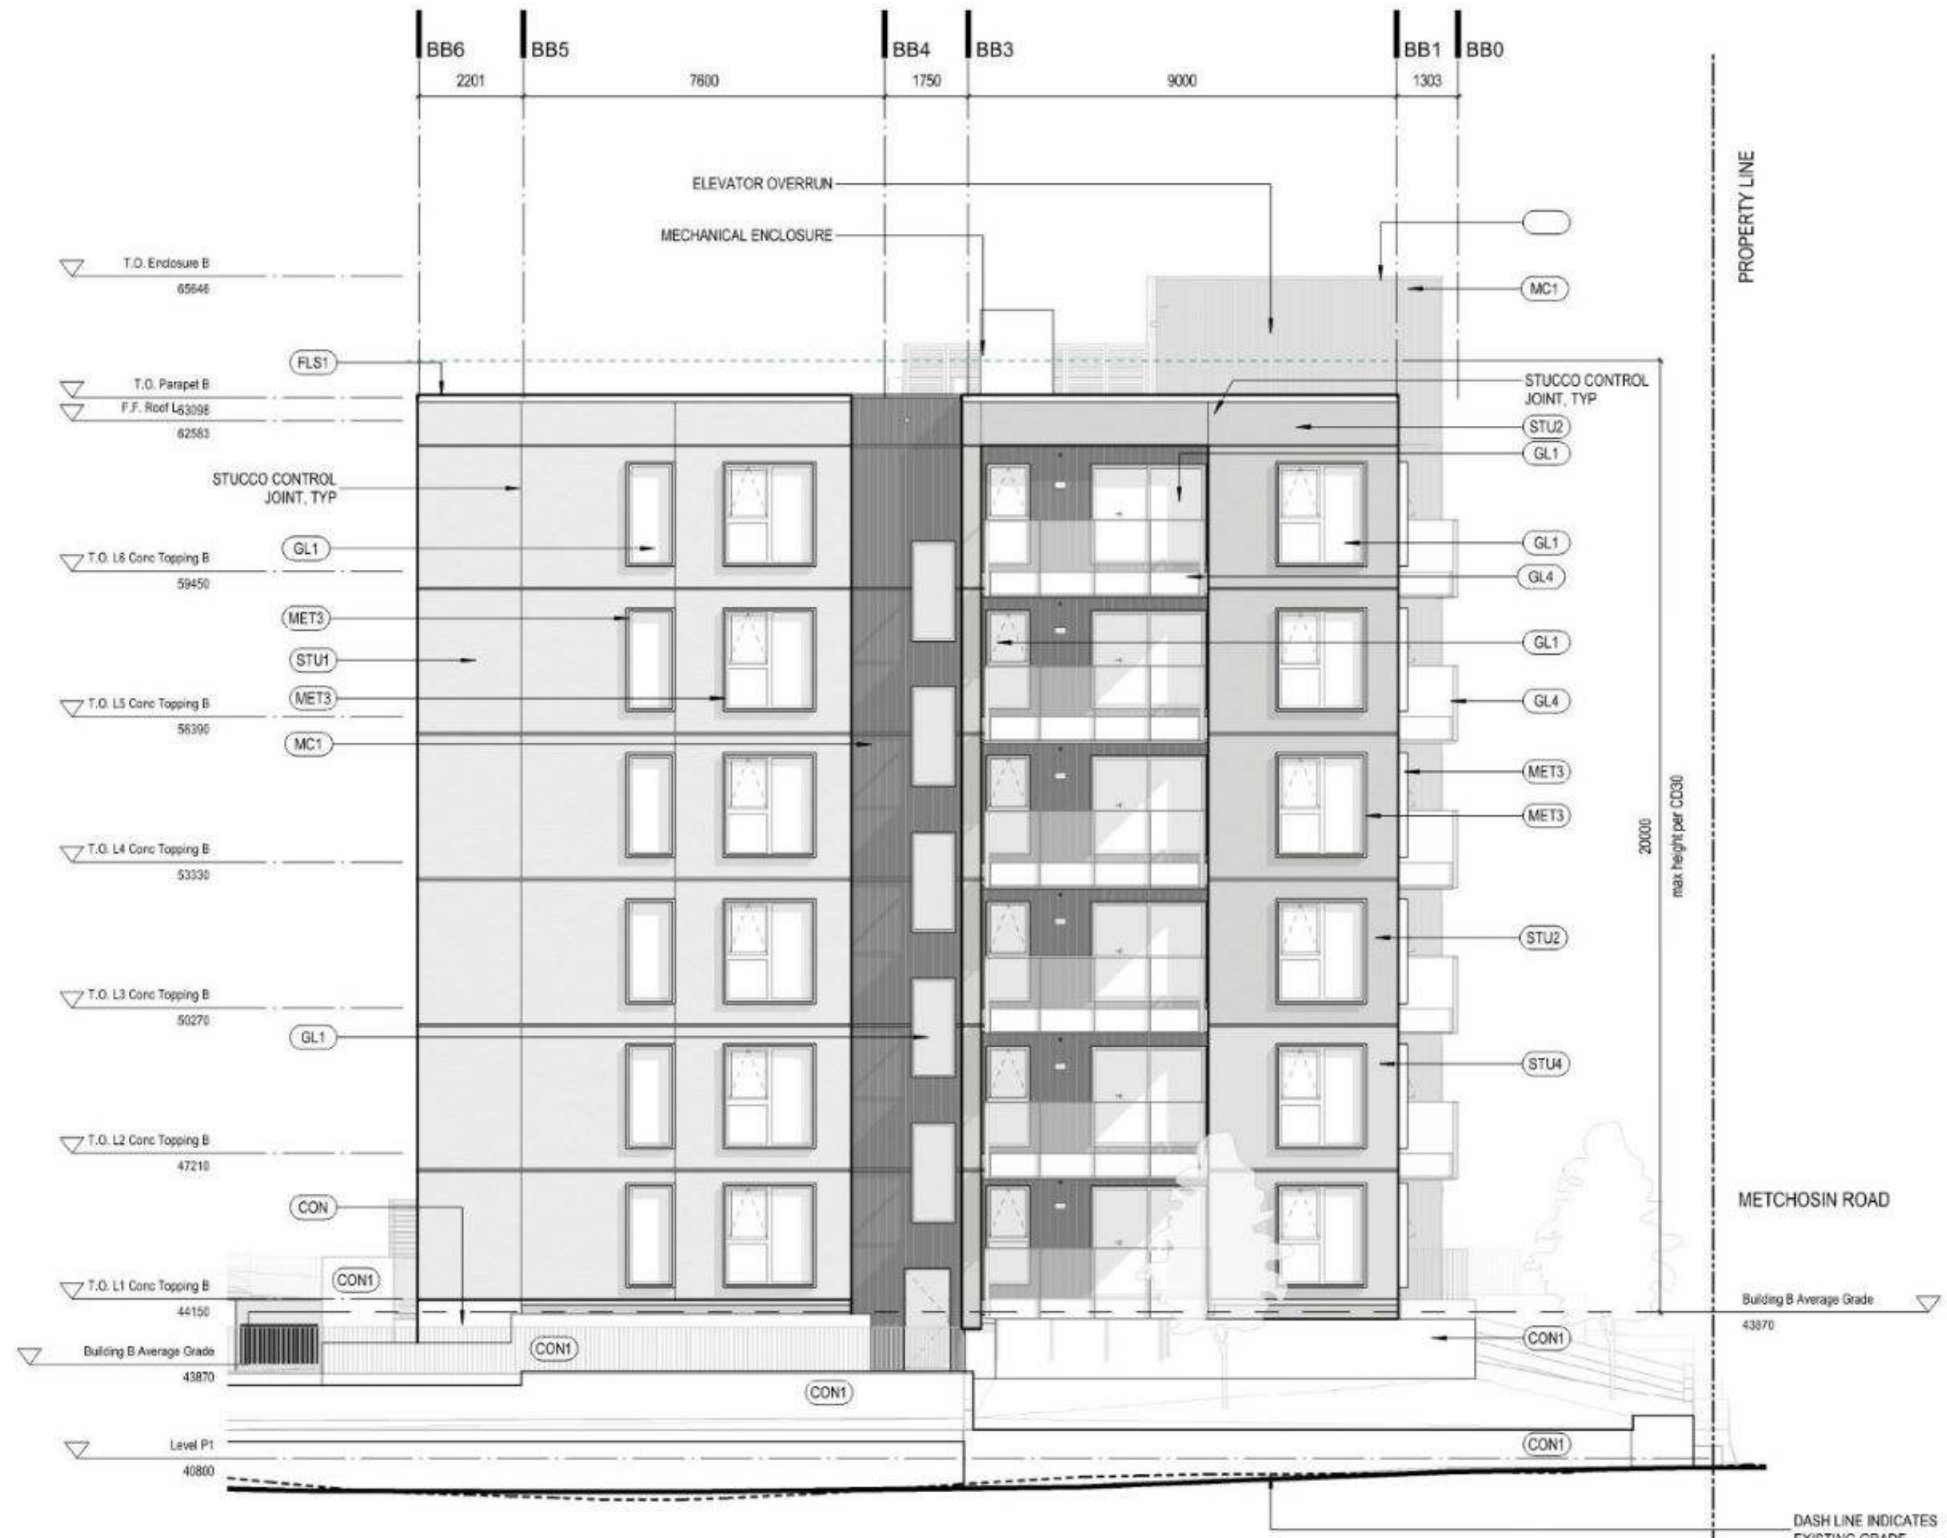 BB6
BB5
BB4
BB3
BB1
BB0
2201
7600
1750
9000
1303
ELEVATOR OVERRUN
MECHANICAL ENCLOSURE
PROPERTY LINE
T.O. Enclosure B
65646
MC1
FLS1
T.O. Parapet B
63098
F.F. Roof L
62583
STUCCO CONTROL
JOINT, TYP
STU2
GL1
STUCCO CONTROL
JOINT, TYP
GL1
GL1
T.O. L6 Conc Topping B
59450
GL4
MET3
GL1
STU1
MET3
GL4
T.O. L5 Conc Topping B
56390
MC1
MET3
MET3
20000
max height per CD30
T.O. L4 Conc Topping B
53330
STU2
T.O. L3 Conc Topping B
50270
GL1
STU4
T.O. L2 Conc Topping B
47210
CON
METCHOSIN ROAD
CON1
T.O. L1 Conc Topping B
44150
Building B Average Grade
43870
CON1
CON1
Building B Average Grade
43870
CON1
Level P1
40800
CON1
DASH LINE INDICATES
EXISTING GRADE